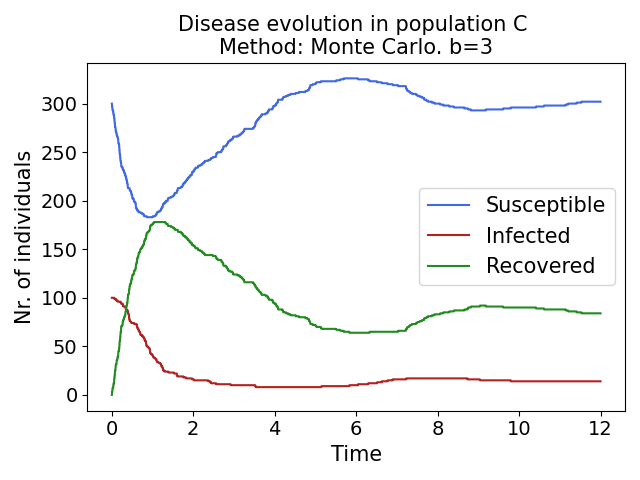 Disease evolution in population C
Method: Monte Carlo. b=3
Nr. of individuals
300
250
200
150
100
50
0
Susceptible
Infected
Recovered
0 2 4 6 8 10 12
Time